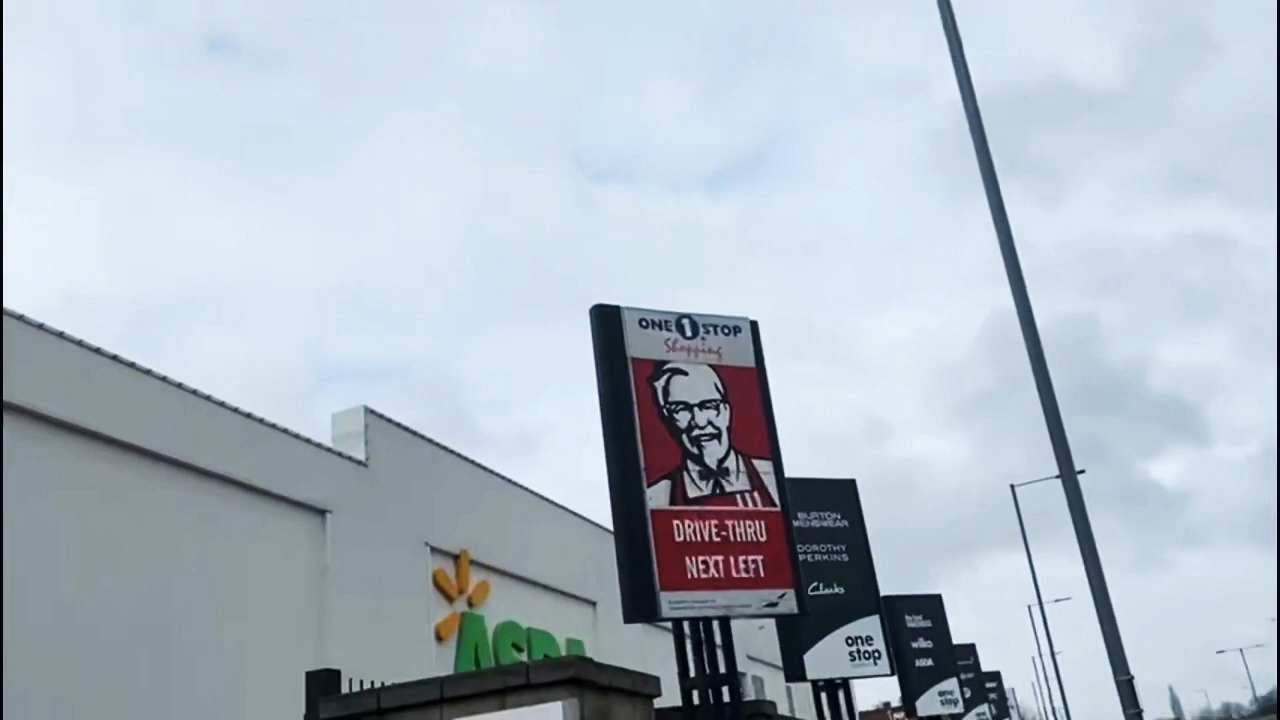 ONE 1 STOP
Shopping
DRIVE-THRU
NEXT LEFT
ASDA
BURTON
MENSWEAR
DOROTHY
PERKINS
Clarks
one
stop
wilko
ASDA
one
stop